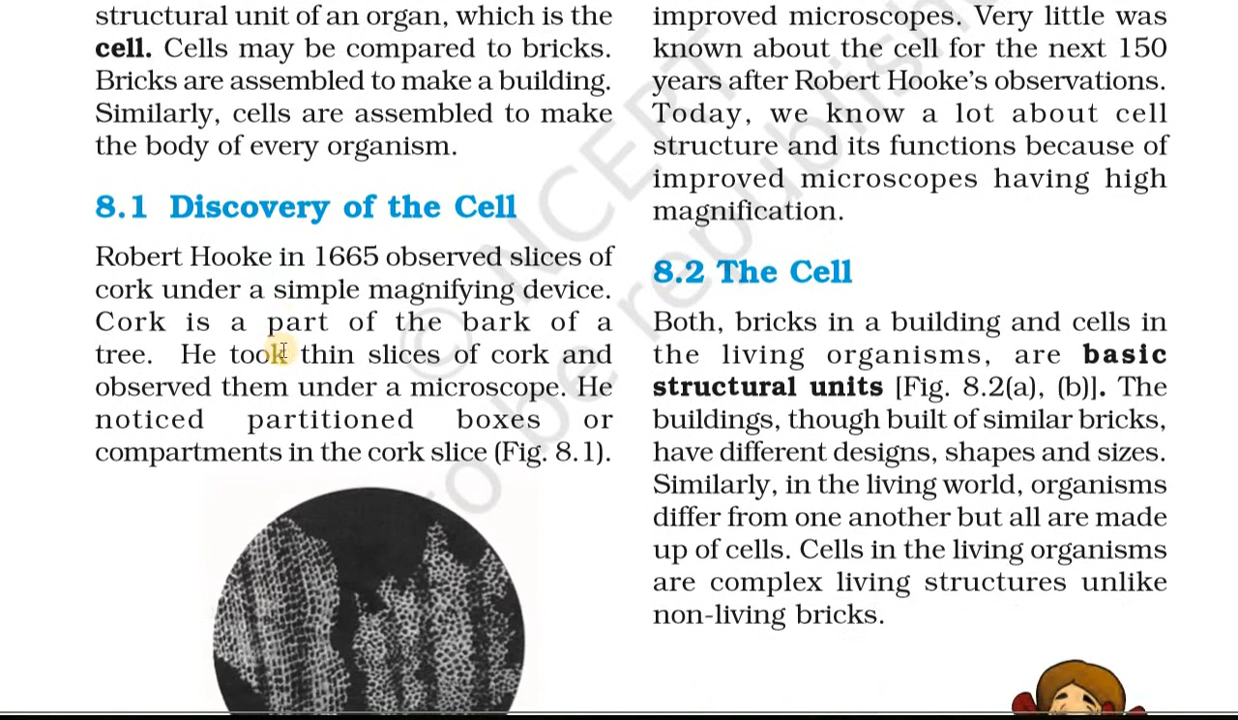 structural unit of an organ, which is the
cell. Cells may be compared to bricks.
Bricks are assembled to make a building.
Similarly, cells are assembled to make
the body of every organism.
8.1 Discovery of the Cell
Robert Hooke in 1665 observed slices of
cork under a simple magnifying device.
Cork is a part of the bark of a
tree. He took thin slices of cork and
observed them under a microscope. He
noticed partitioned boxes or
compartments in the cork slice (Fig. 8.1).
improved microscopes. Very little was
known about the cell for the next 150
years after Robert Hooke's observations.
Today, we know a lot about cell
structure and its functions because of
improved microscopes having high
magnification.
8.2 The Cell
Both, bricks in a building and cells in
the living organisms, are basic
structural units [Fig. 8.2(a), (b)]. The
buildings, though built of similar bricks,
have different designs, shapes and sizes.
Similarly, in the living world, organisms
differ from one another but all are made
up of cells. Cells in the living organisms
are complex living structures unlike
non-living bricks.
© NCERT
to be republish